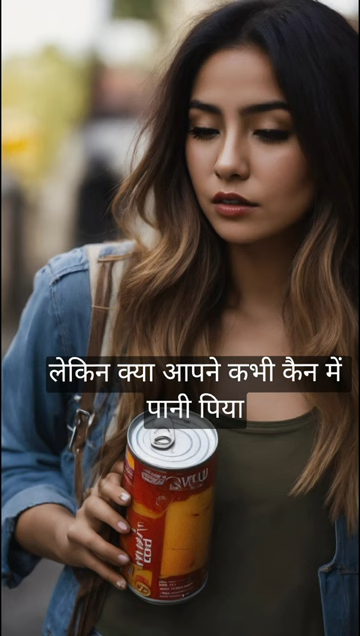 लेकिन क्या आपने कभी कैन में
पानी पिया